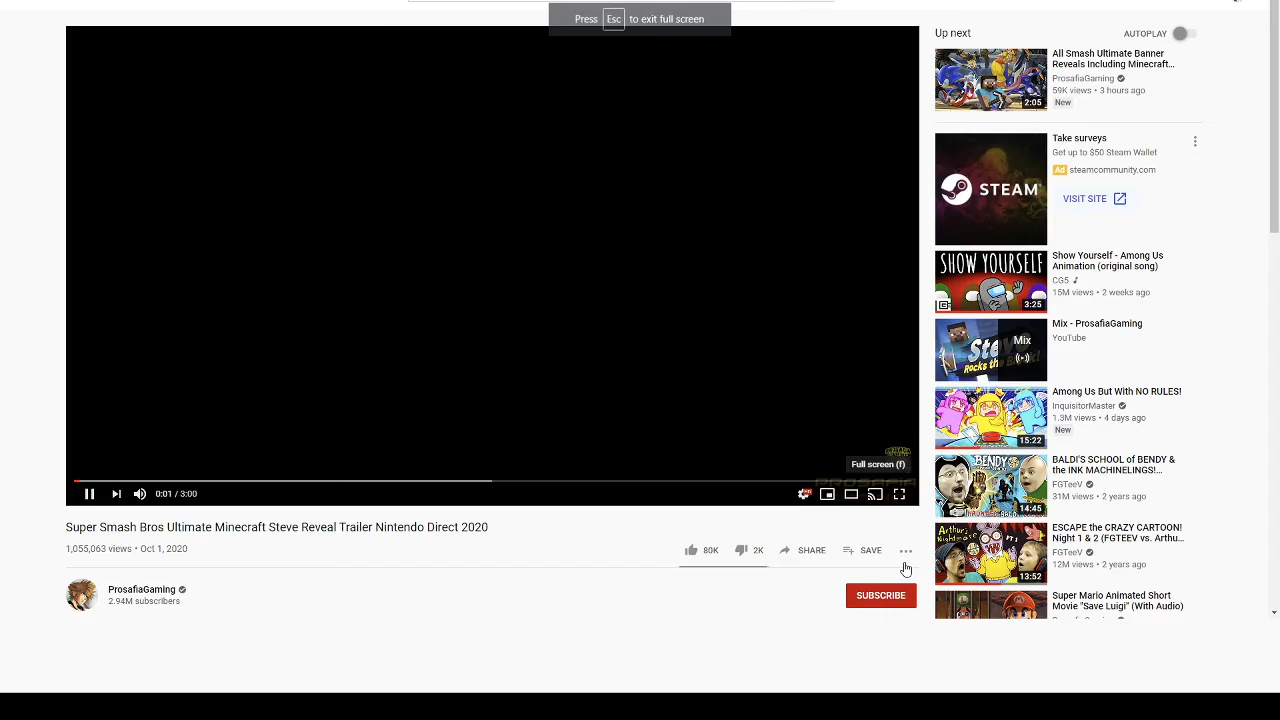 Press Esc to exit full screen
Full screen (f)
PROSAFIA
0:01 / 3:00
Super Smash Bros Ultimate Minecraft Steve Reveal Trailer Nintendo Direct 2020
1,055,063 views • Oct 1, 2020
80K
2K
SHARE
SAVE
ProsafiaGaming
2.94M subscribers
SUBSCRIBE
Up next
AUTOPLAY
All Smash Ultimate Banner
Reveals Including Minecraft...
ProsafiaGaming
59K views • 3 hours ago
New
2:05
Take surveys
Get up to $50 Steam Wallet
Ad steamcommunity.com
VISIT SITE
STEAM
SHOW YOURSELF
3:25
Show Yourself - Among Us
Animation (original song)
CG5
15M views • 2 weeks ago
Mix
Mix - ProsafiaGaming
YouTube
Among Us But With NO RULES!
InquisitorMaster
1.3M views • 4 days ago
New
15:22
BENDY
14:45
BALDI'S SCHOOL of BENDY &
the INK MACHINELINGS!...
FGTeeV
31M views • 2 years ago
Arthur's
Nightmare
13:52
ESCAPE the CRAZY CARTOON!
Night 1 & 2 (FGTEEV vs. Arthu...
FGTeeV
12M views • 2 years ago
Super Mario Animated Short
Movie "Save Luigi" (With Audio)